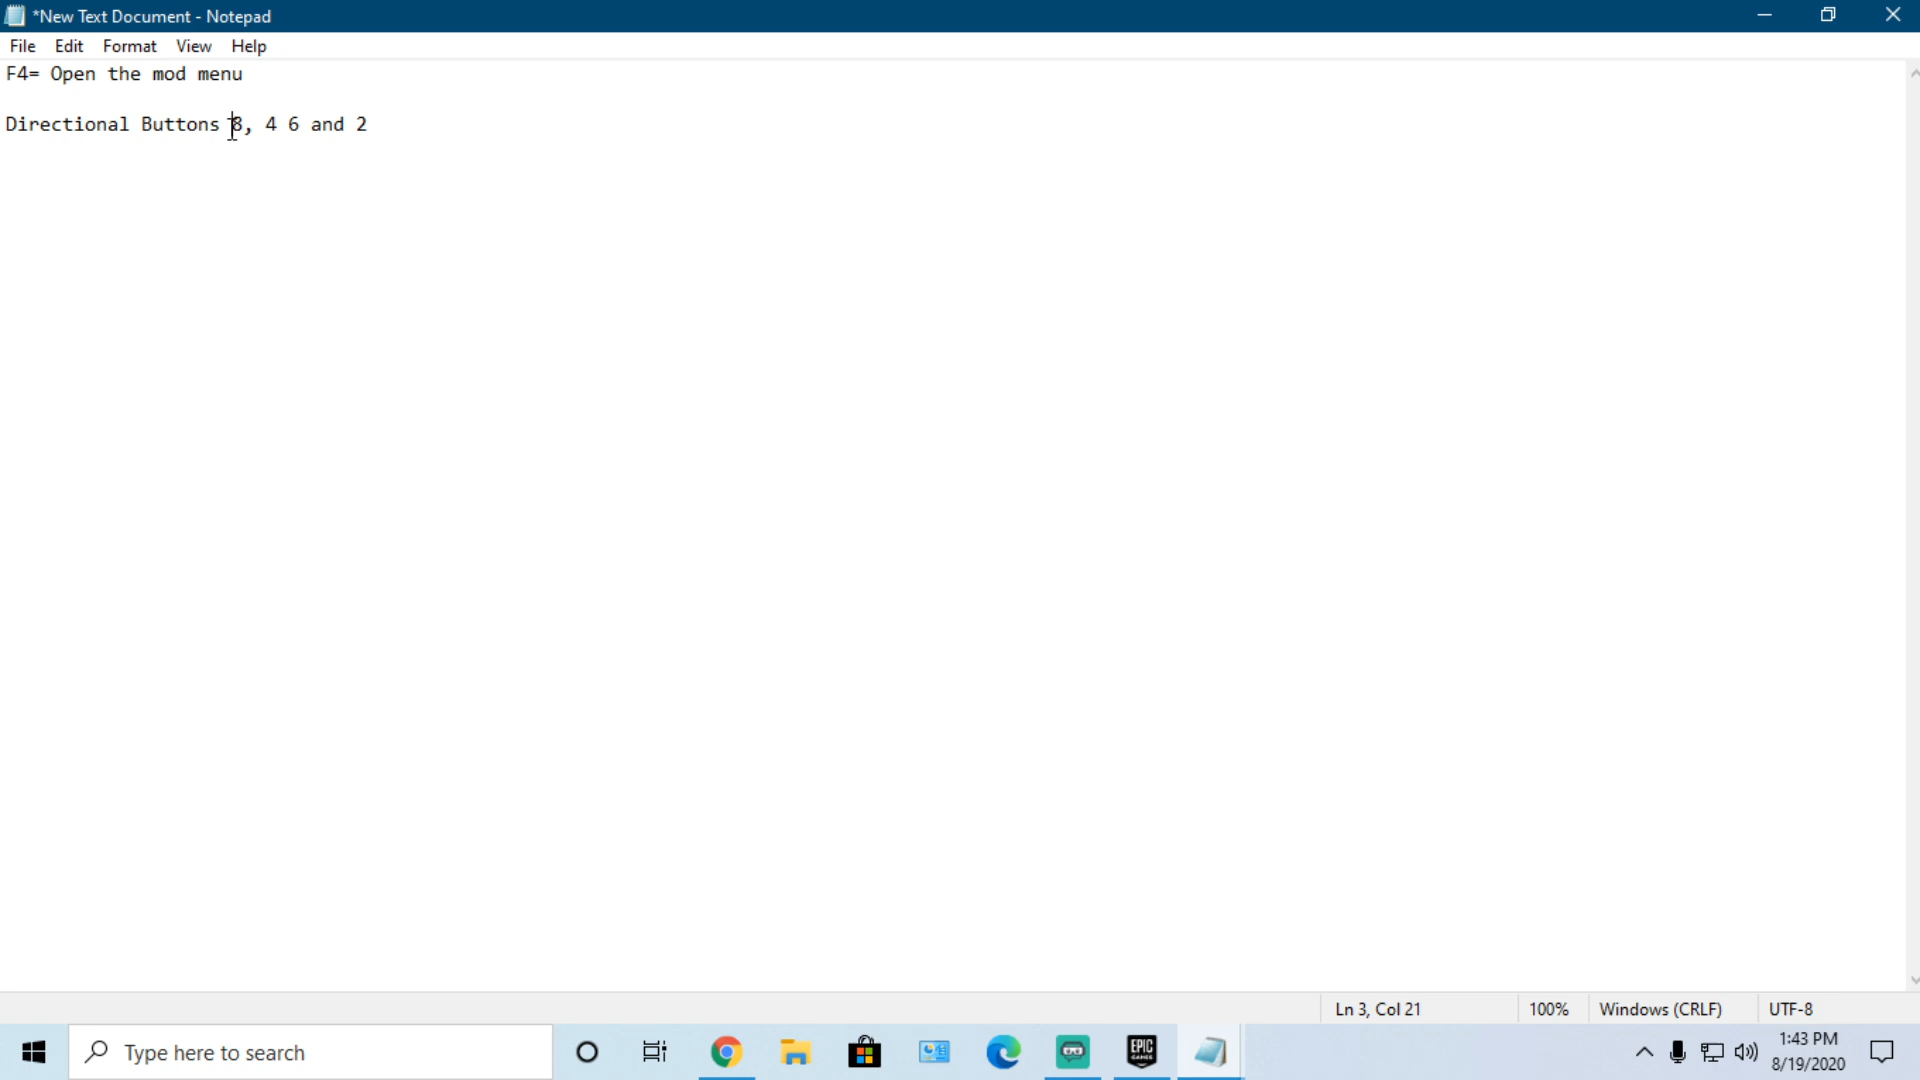 *New Text Document - Notepad
File Edit Format View Help
F4= Open the mod menu
Directional Buttons 8, 4 6 and 2
Ln 3, Col 21
100%
Windows (CRLF)
UTF-8
Type here to search
EPIC
GAMES
1:43 PM
8/19/2020